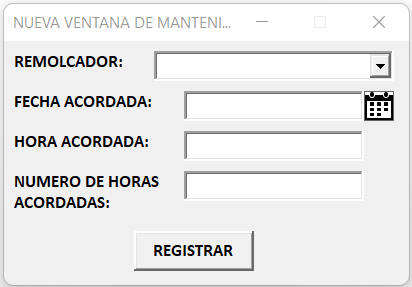 NUEVA VENTANA DE MANTENI...
REMOLCADOR:
FECHA ACORDADA:
HORA ACORDADA:
NUMERO DE HORAS
ACORDADAS:
REGISTRAR